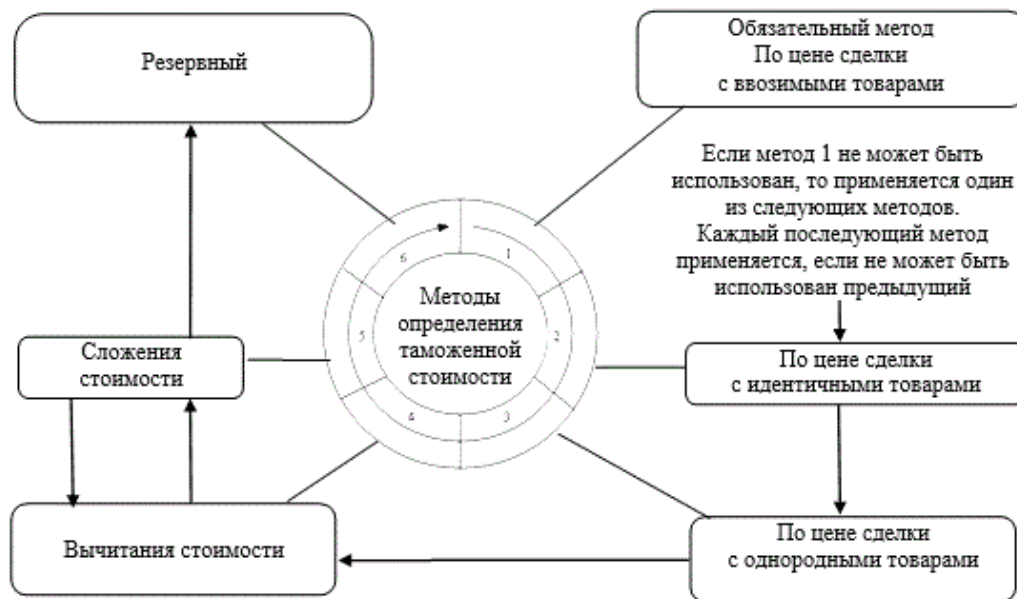 Резервный
Обязательный метод
По цене сделки
с ввозимыми товарами
Если метод 1 не может быть
использован, то применяется один
из следующих методов.
Каждый последующий метод
применяется, если не может быть
использован предыдущий
6
1
5
2
4
3
Методы
определения
таможенной
стоимости
Сложения
стоимости
По цене сделки
с идентичными товарами
Вычитания стоимости
По цене сделки
с однородными товарами